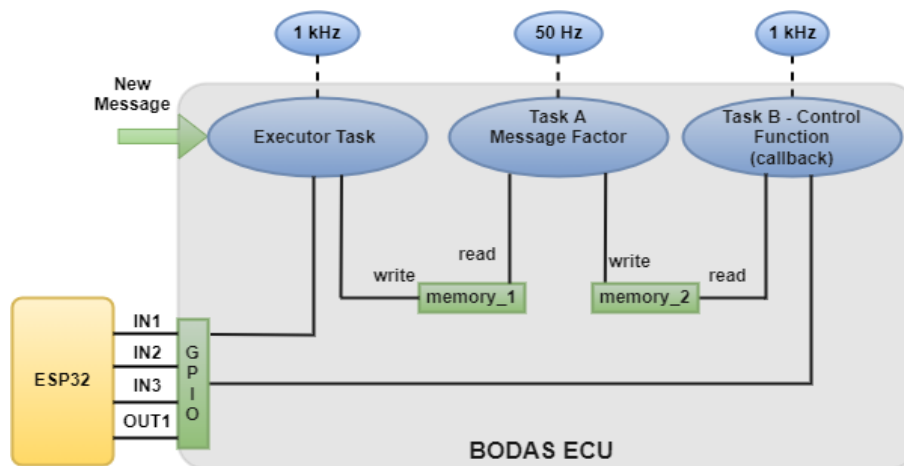 1 kHz
50 Hz
1 kHz
New
Message
Executor Task
Task A
Message Factor
Task B - Control
Function
(callback)
read
write
memory_1
write
read
memory_2
ESP32
IN1
IN2
IN3
OUT1
GPIO
BODAS ECU